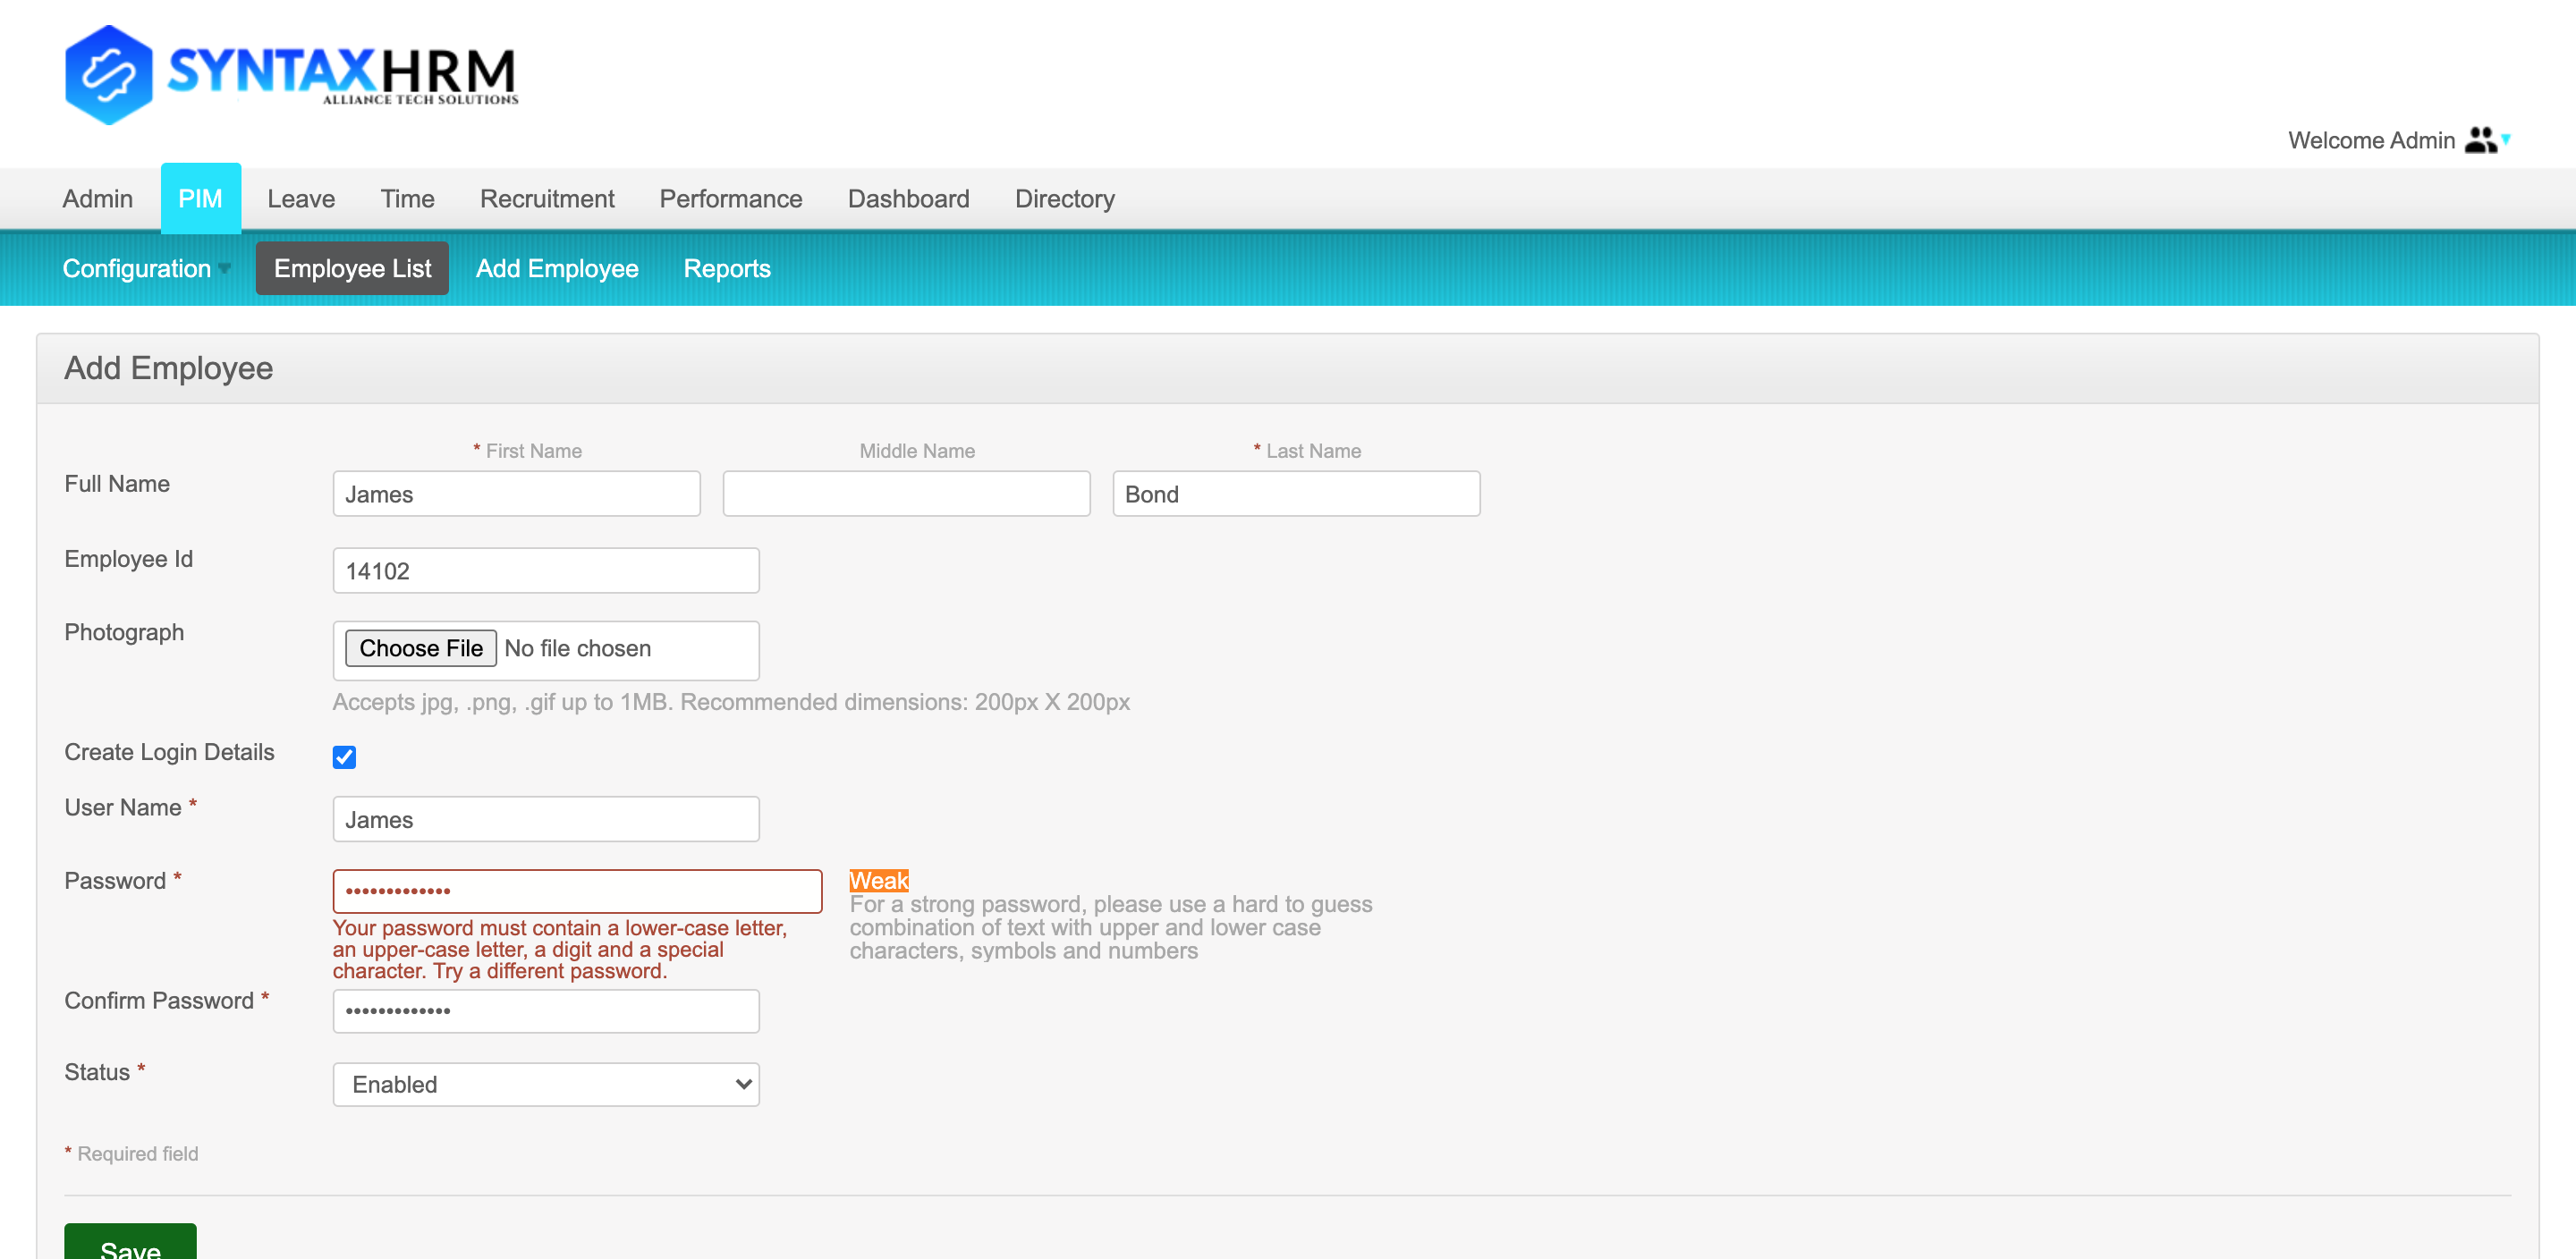 SYNTAXHRM
ALLIANCE TECH SOLUTIONS
Welcome Admin
Admin PIM Leave Time Recruitment Performance Dashboard Directory
Configuration Employee List Add Employee Reports
Add Employee
* First Name Middle Name * Last Name
Full Name James Bond
Employee Id 14102
Photograph Choose File No file chosen
Accepts jpg, .png, .gif up to 1MB. Recommended dimensions: 200px X 200px
Create Login Details
User Name * James
Password * ••••••••••••• Weak
For a strong password, please use a hard to guess
combination of text with upper and lower case
characters, symbols and numbers
Your password must contain a lower-case letter,
an upper-case letter, a digit and a special
character. Try a different password.
Confirm Password * •••••••••••••
Status * Enabled
* Required field
Save